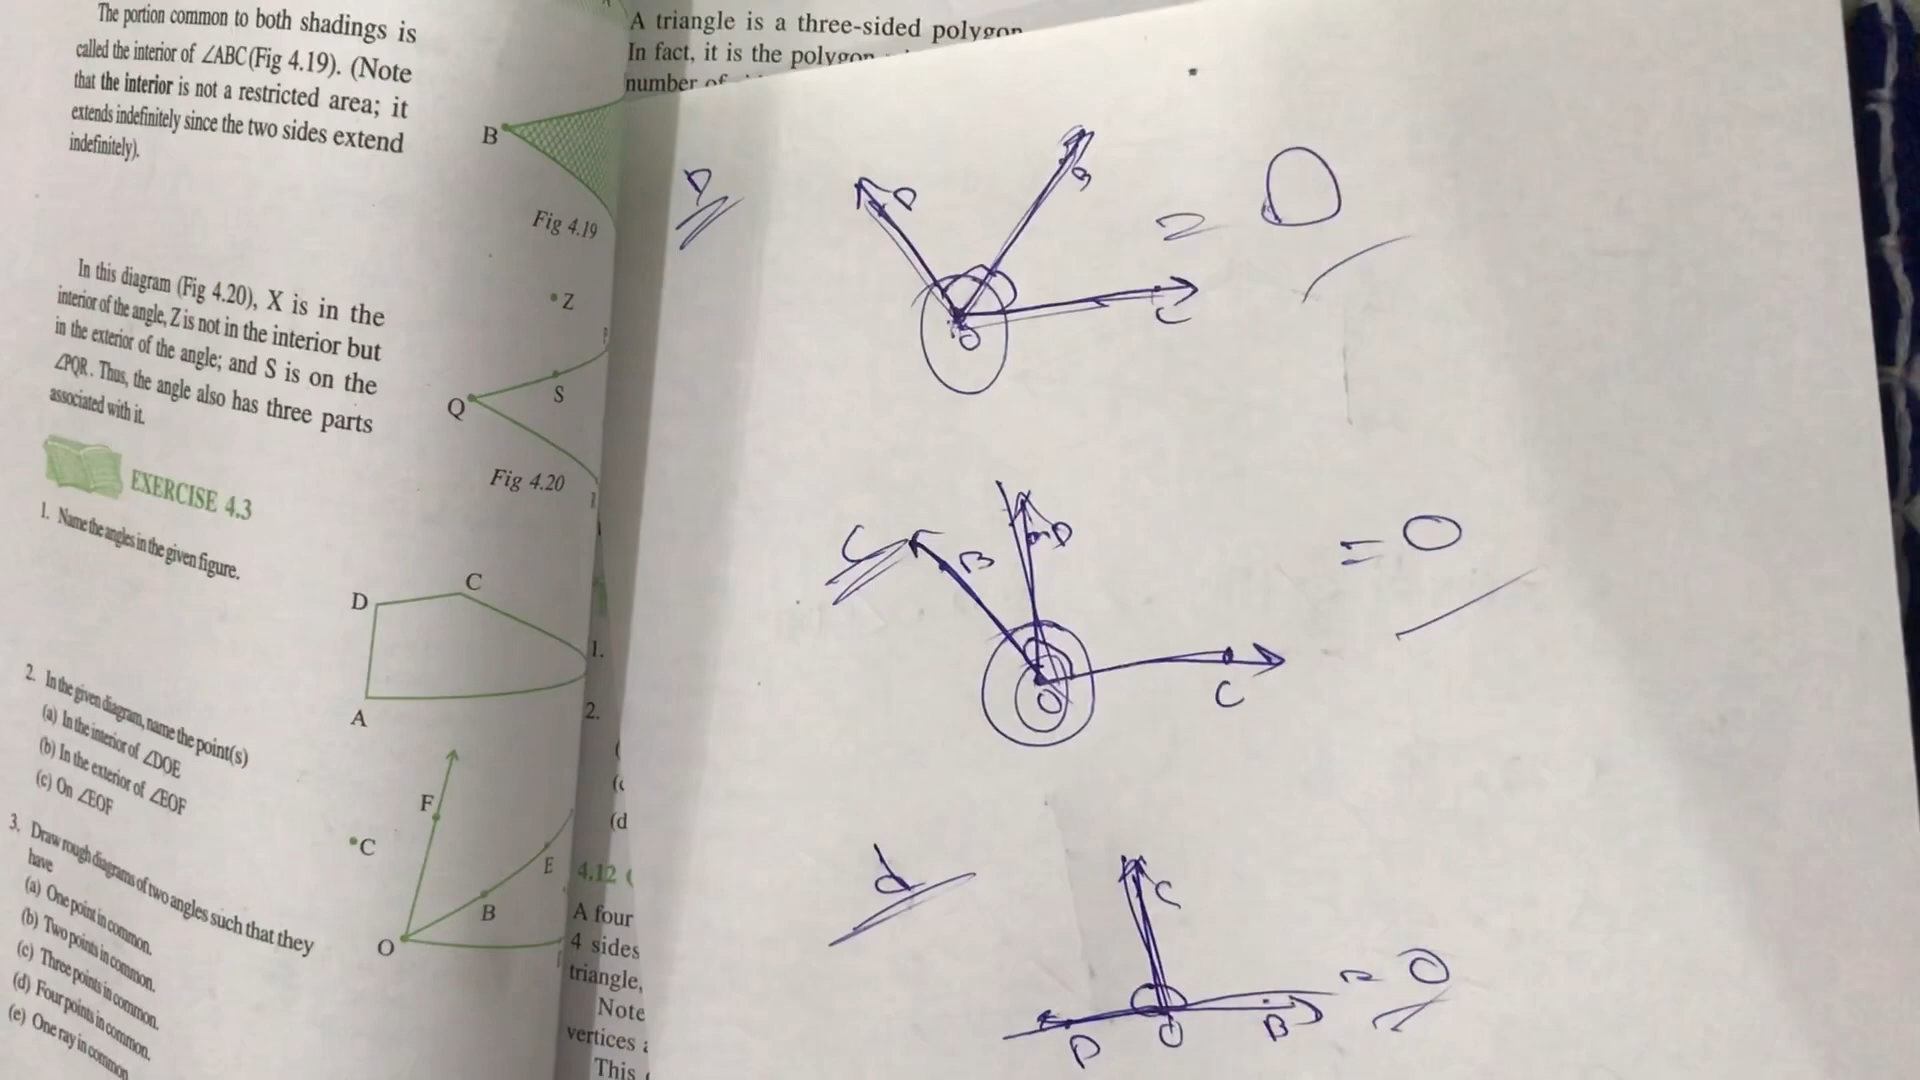 The portion common to both shadings is
called the interior of ∠ABC (Fig 4.19). (Note
that the interior is not a restricted area; it
extends indefinitely since the two sides extend
indefinitely).
B
Fig 4.19
In this diagram (Fig 4.20), X is in the
interior of the angle, Z is not in the interior but
in the exterior of the angle; and S is on the
∠PQR. Thus, the angle also has three parts
associated with it.
Z
S
Q
Fig 4.20
EXERCISE 4.3
1. Name the angles in the given figure.
D
C
A
2. In the given diagram, name the point(s)
(a) In the interior of ∠DOE
(b) In the exterior of ∠EOF
(c) On ∠EOF
F
C
E
B
O
3. Draw rough diagrams of two angles such that they
have
(a) One point in common.
(b) Two points in common.
(c) Three points in common.
(d) Four points in common.
(e) One ray in common
A triangle is a three-sided polygon
In fact, it is the polygon
number of
1.
2.
(d
4.12
A four
4 sides
triangle,
Note
vertices
This
D
O
C
= O
C
B
D
O
C
= O
d
C
D
O
B
= O